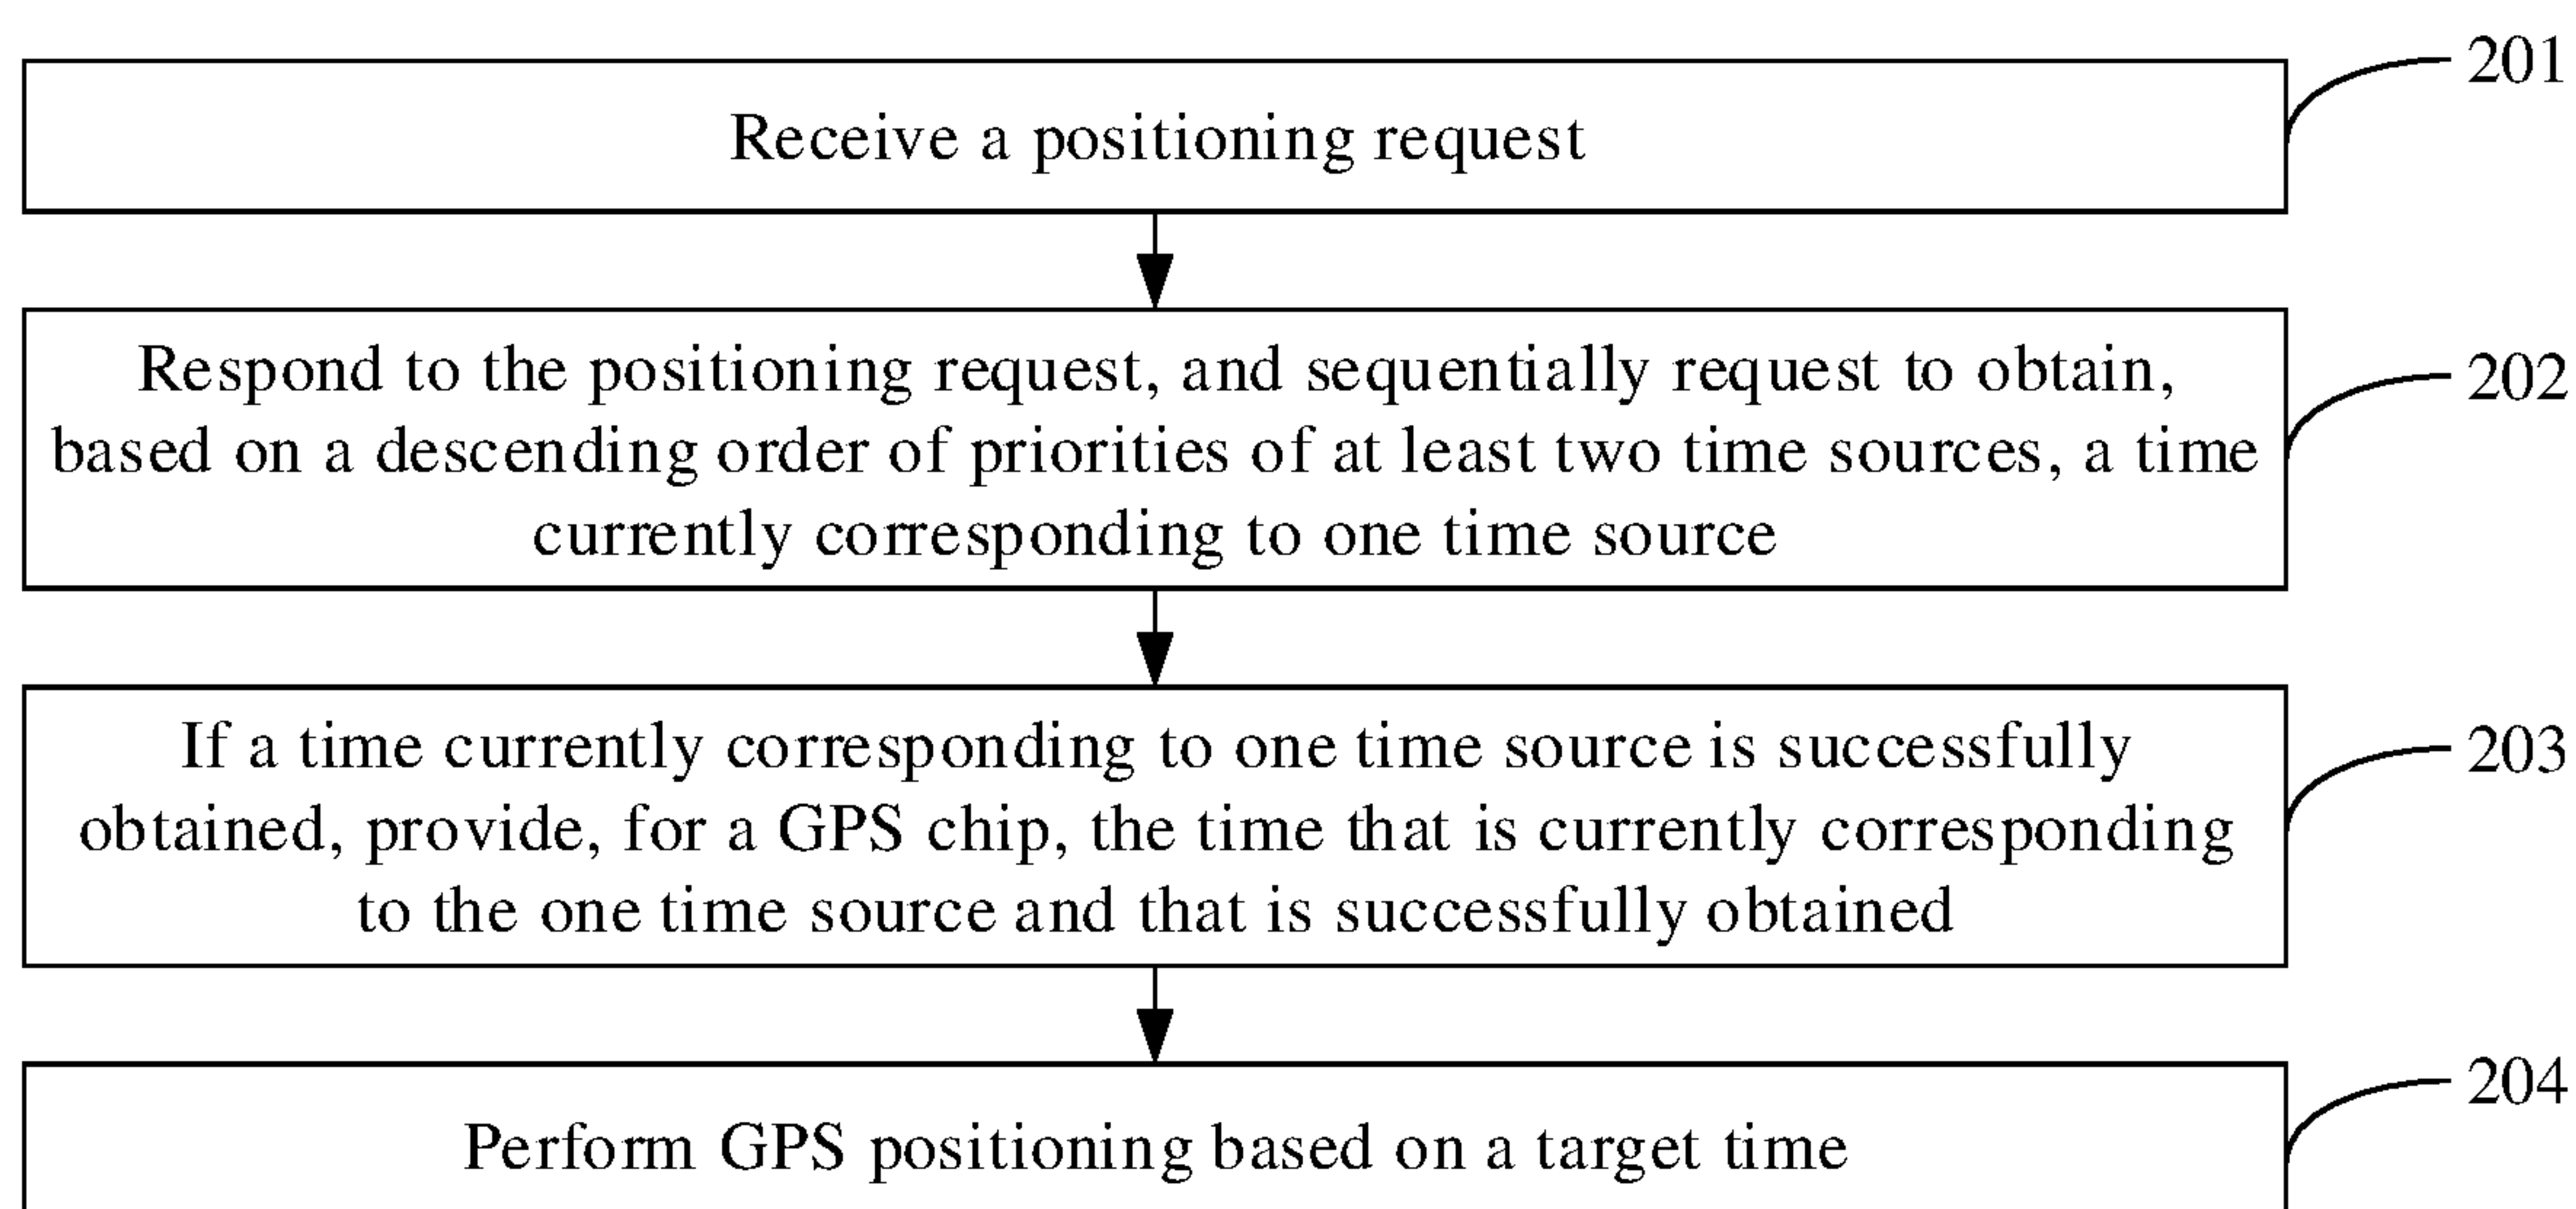 201
Receive a positioning request
Respond to the positioning request, and sequentially request to obtain,
202
based on a descending order of priorities of at least two time sources, a time
currently corresponding to one time source
If a time currently corresponding to one time source is successfully
203
obtained, provide, for a GPS chip, the time that is currently corresponding
to the one time source and that is successfully obtained
204
Perform GPS positioning based on a target time